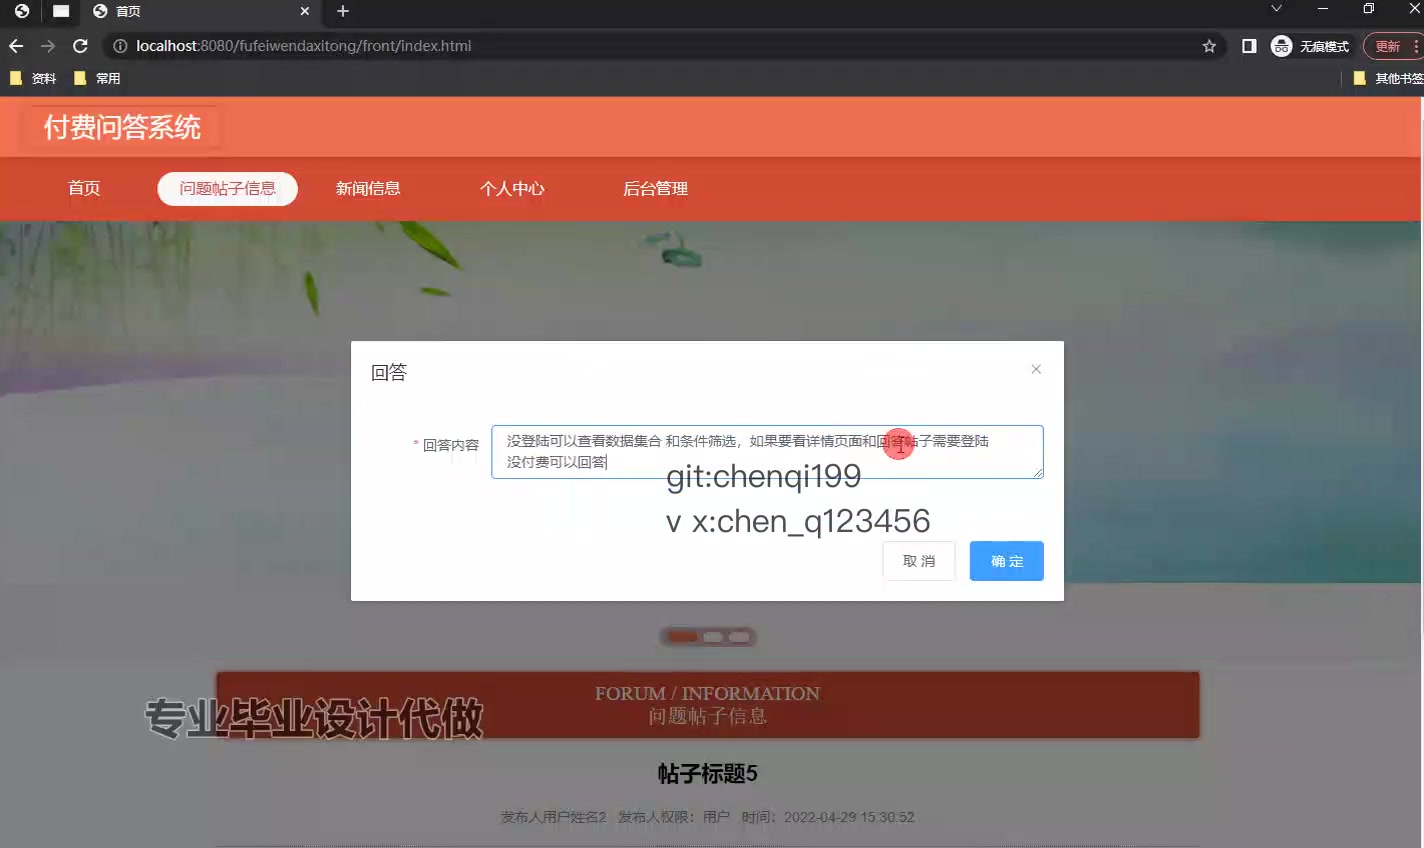 首页
localhost:8080/fufeiwendaxitong/front/index.html
无痕模式
更新
资料
常用
其他书签
付费问答系统
首页
问题帖子信息
新闻信息
个人中心
后台管理
回答
* 回答内容
没登陆可以查看数据集合 和条件筛选，如果要看详情页面和回答帖子需要登陆
没付费可以回答
git:chenqi199
v x:chen_q123456
取 消
确 定
FORUM / INFORMATION
问题帖子信息
专业毕业设计代做
帖子标题5
发布人用户姓名2 发布人权限：用户 时间：2022-04-29 15:30:52